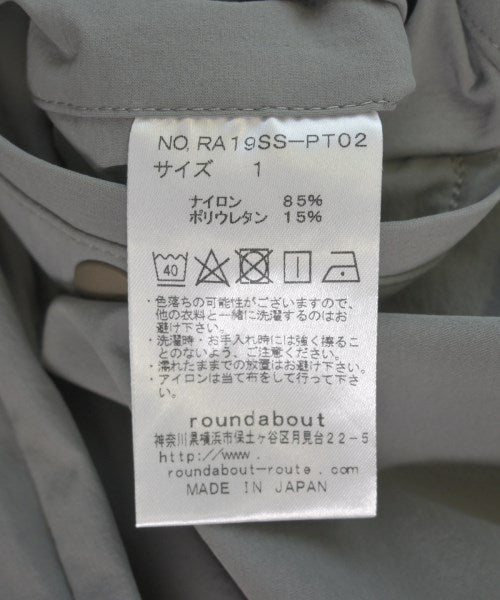 NO. RA19SS-PT02
サイズ 1
ナイロン 85%
ポリウレタン 15%
40
・色落ちの可能性がございますので、
他の衣料と一緒に洗濯するのはお
避け下さい。
・洗濯時・お手入れ時には強く擦るこ
とのないよう、ご注意ください。
・濡れたままでの放置はお避け下さい
・アイロンは当て布をして行って下さ
い。
roundabout
神奈川県横浜市保土ヶ谷区月見台22-5
http://www.
roundabout-route.com
MADE IN JAPAN